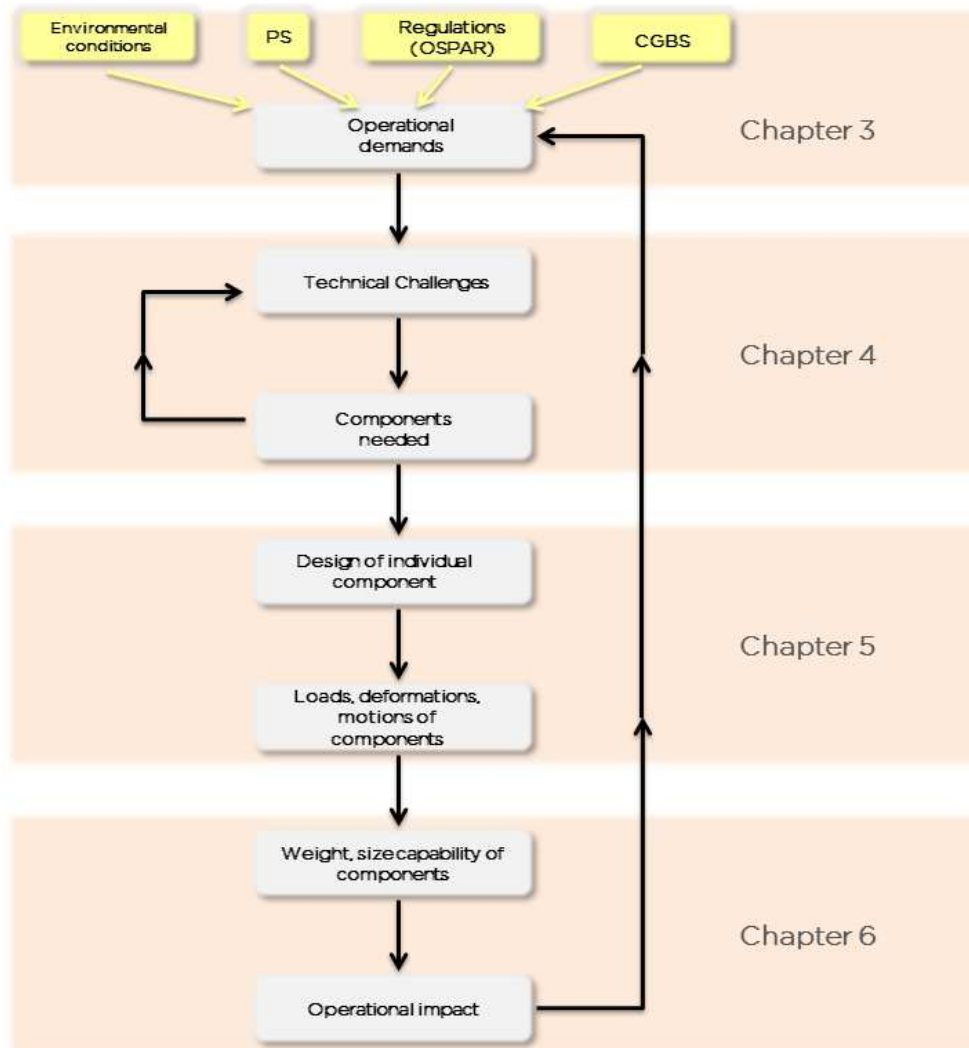 Environmental
conditions
PS
Regulations
(OSPAR)
CGBS
Operational
demands
Chapter 3
Technical Challenges
Chapter 4
Components
needed
Design of individual
component
Chapter 5
Loads, deformations,
motions of
components
Weight, size capability of
components
Chapter 6
Operational impact